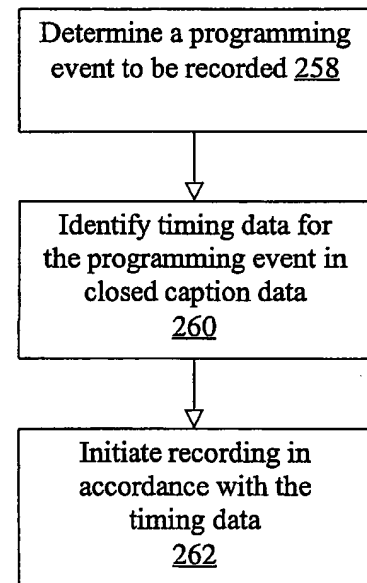 Determine a programming
event to be recorded 258
Identify timing data for
the programming event in
closed caption data
260
Initiate recording in
accordance with the
timing data
262